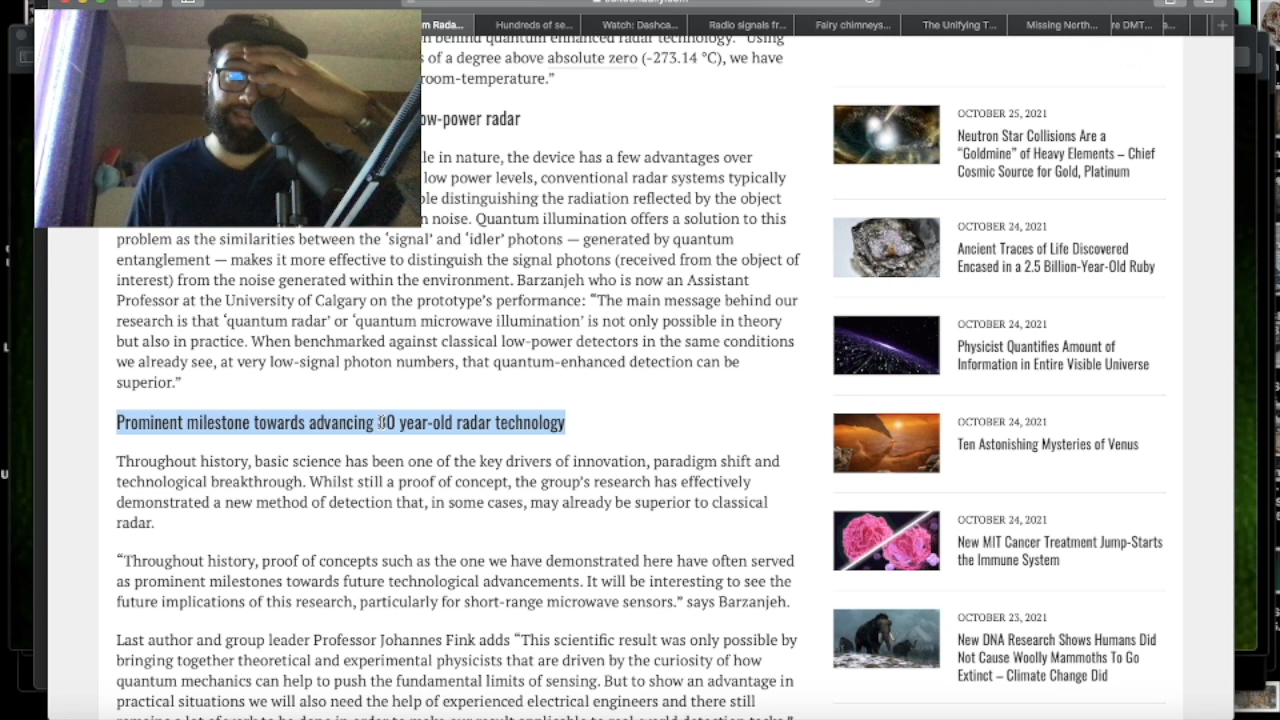 m Rada...
Hundreds of se...
Watch: Dashca...
Radio signals fr...
Fairy chimneys...
The Unifying T...
Missing North...
re DMT...
behind quantum enhanced radar technology. “Using
s of a degree above absolute zero (-273.14 °C), we have
room-temperature.”
ow-power radar
le in nature, the device has a few advantages over
low power levels, conventional radar systems typically
ble distinguishing the radiation reflected by the object
n noise. Quantum illumination offers a solution to this
problem as the similarities between the ‘signal’ and ‘idler’ photons — generated by quantum
entanglement — makes it more effective to distinguish the signal photons (received from the object of
interest) from the noise generated within the environment. Barzanjeh who is now an Assistant
Professor at the University of Calgary on the prototype’s performance: “The main message behind our
research is that ‘quantum radar’ or ‘quantum microwave illumination’ is not only possible in theory
but also in practice. When benchmarked against classical low-power detectors in the same conditions
we already see, at very low-signal photon numbers, that quantum-enhanced detection can be
superior.”
Prominent milestone towards advancing 80 year-old radar technology
Throughout history, basic science has been one of the key drivers of innovation, paradigm shift and
technological breakthrough. Whilst still a proof of concept, the group’s research has effectively
demonstrated a new method of detection that, in some cases, may already be superior to classical
radar.
“Throughout history, proof of concepts such as the one we have demonstrated here have often served
as prominent milestones towards future technological advancements. It will be interesting to see the
future implications of this research, particularly for short-range microwave sensors.” says Barzanjeh.
Last author and group leader Professor Johannes Fink adds “This scientific result was only possible by
bringing together theoretical and experimental physicists that are driven by the curiosity of how
quantum mechanics can help to push the fundamental limits of sensing. But to show an advantage in
practical situations we will also need the help of experienced electrical engineers and there still
OCTOBER 25, 2021
Neutron Star Collisions Are a
“Goldmine” of Heavy Elements – Chief
Cosmic Source for Gold, Platinum
OCTOBER 24, 2021
Ancient Traces of Life Discovered
Encased in a 2.5 Billion-Year-Old Ruby
OCTOBER 24, 2021
Physicist Quantifies Amount of
Information in Entire Visible Universe
OCTOBER 24, 2021
Ten Astonishing Mysteries of Venus
OCTOBER 24, 2021
New MIT Cancer Treatment Jump-Starts
the Immune System
OCTOBER 23, 2021
New DNA Research Shows Humans Did
Not Cause Woolly Mammoths To Go
Extinct – Climate Change Did